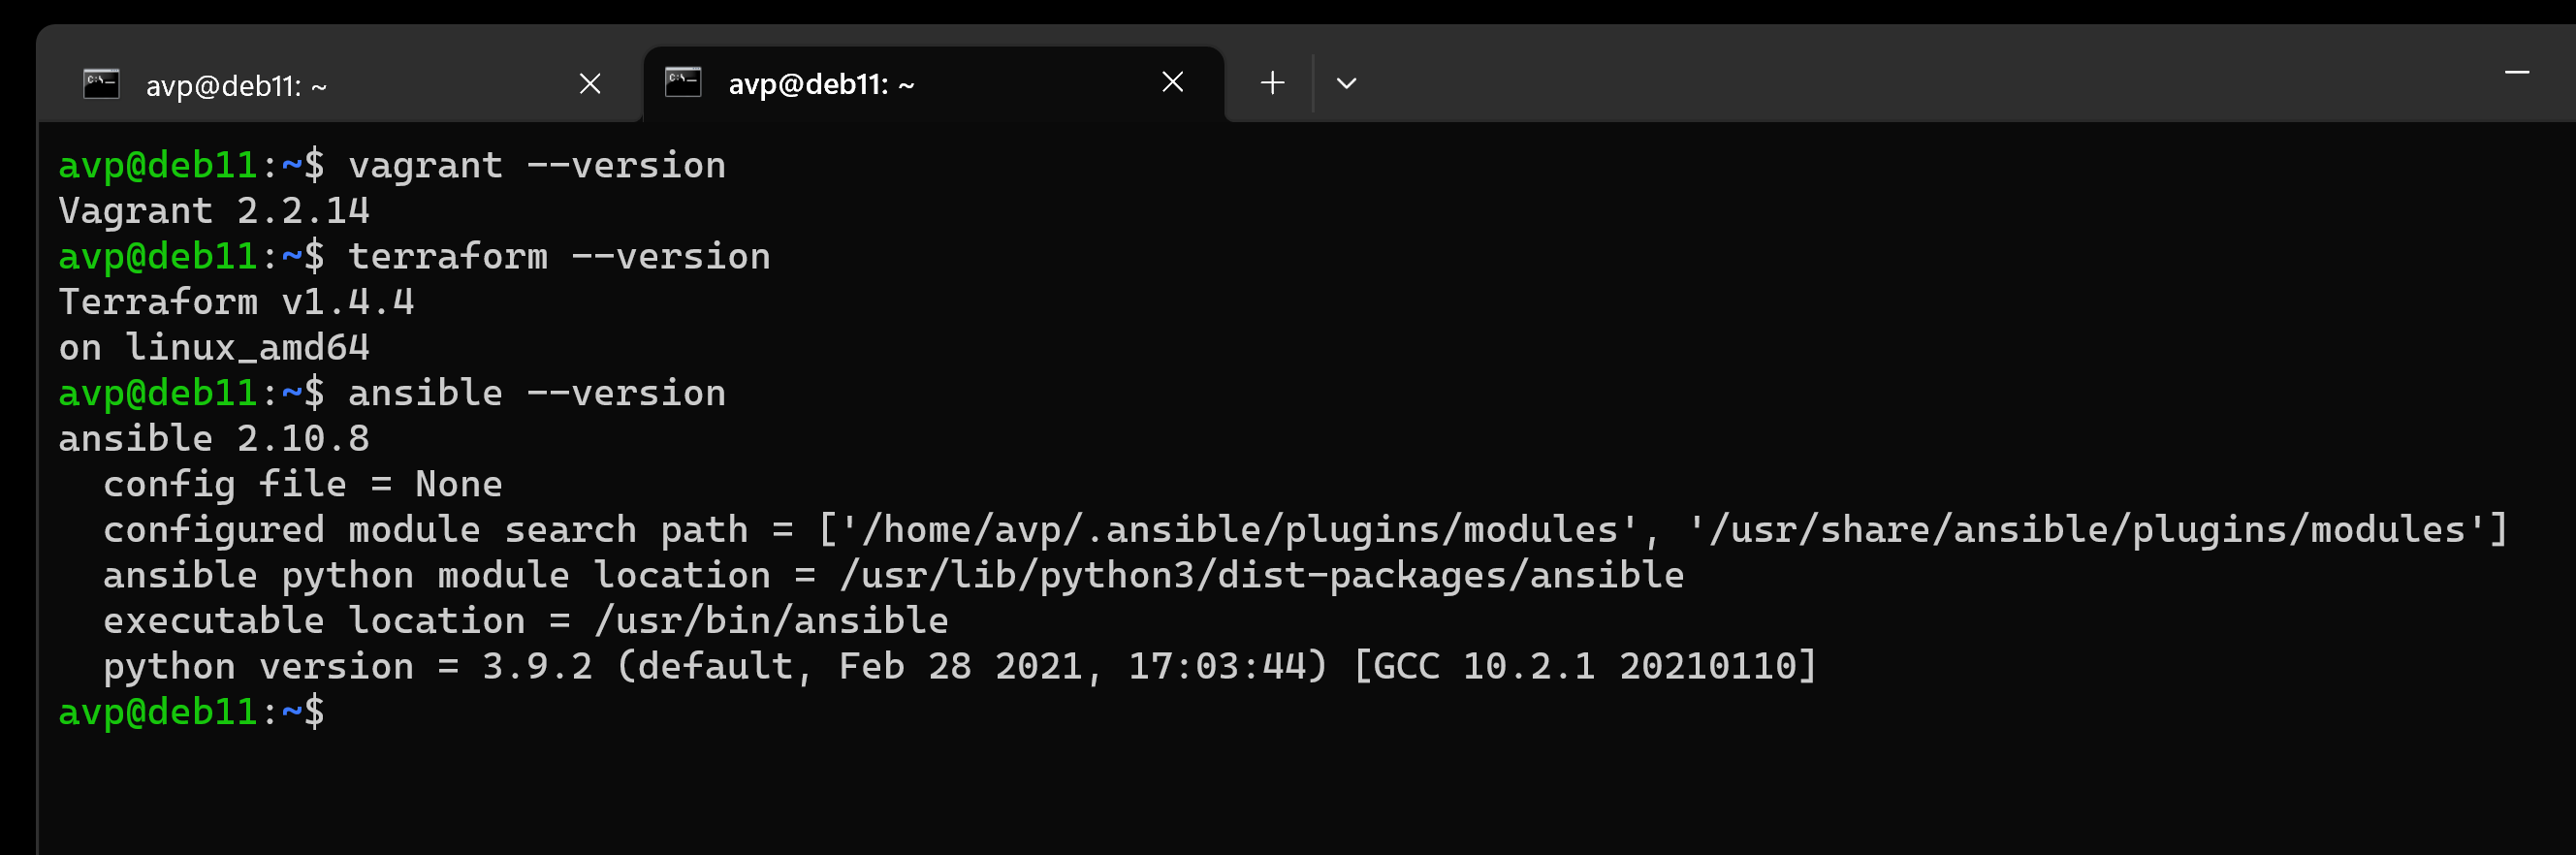 avp@deb11: ~
avp@deb11: ~
avp@deb11:~$ vagrant --version
Vagrant 2.2.14
avp@deb11:~$ terraform --version
Terraform v1.4.4
on linux_amd64
avp@deb11:~$ ansible --version
ansible 2.10.8
  config file = None
  configured module search path = ['/home/avp/.ansible/plugins/modules', '/usr/share/ansible/plugins/modules']
  ansible python module location = /usr/lib/python3/dist-packages/ansible
  executable location = /usr/bin/ansible
  python version = 3.9.2 (default, Feb 28 2021, 17:03:44) [GCC 10.2.1 20210110]
avp@deb11:~$